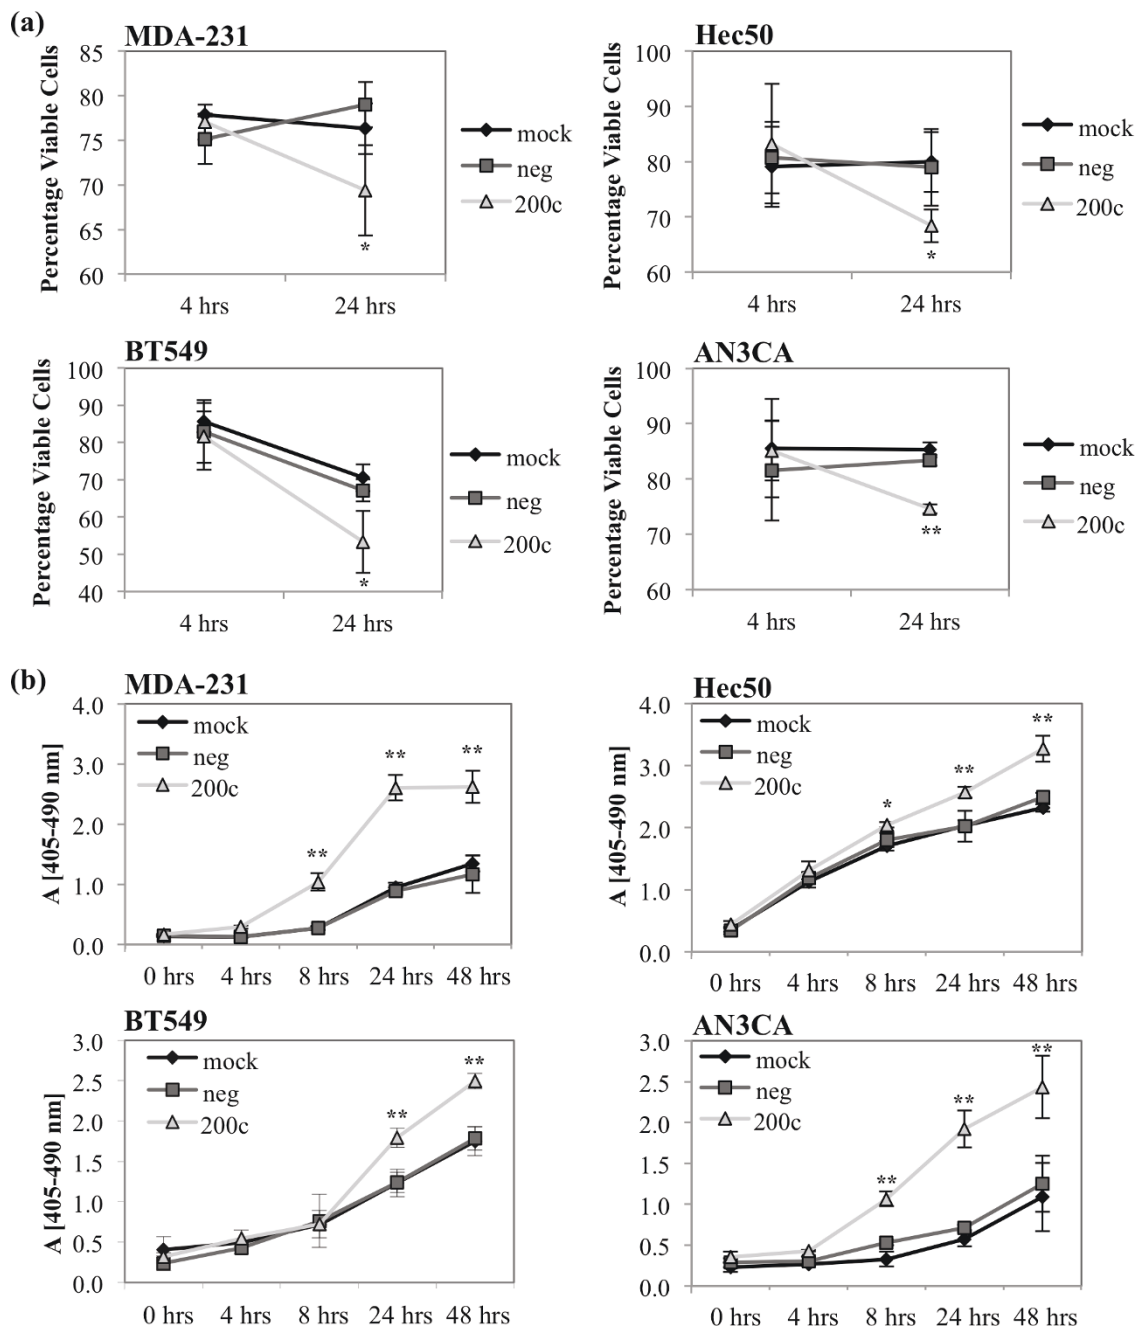 (a)
MDA-231
Percentage Viable Cells
85
80
75
70
65
60
4 hrs 24 hrs
mock
neg
200c
*
Hec50
Percentage Viable Cells
100
90
80
70
60
4 hrs 24 hrs
mock
neg
200c
*
BT549
Percentage Viable Cells
100
90
80
70
60
50
40
4 hrs 24 hrs
mock
neg
200c
*
AN3CA
Percentage Viable Cells
100
90
80
70
60
4 hrs 24 hrs
mock
neg
200c
**
(b)
MDA-231
A [405-490 nm]
4.0
3.0
2.0
1.0
0.0
0 hrs 4 hrs 8 hrs 24 hrs 48 hrs
mock
neg
200c
** ** **
Hec50
A [405-490 nm]
4.0
3.0
2.0
1.0
0.0
0 hrs 4 hrs 8 hrs 24 hrs 48 hrs
mock
neg
200c
* ** **
BT549
A [405-490 nm]
3.0
2.5
2.0
1.5
1.0
0.5
0.0
0 hrs 4 hrs 8 hrs 24 hrs 48 hrs
mock
neg
200c
** **
AN3CA
A [405-490 nm]
3.0
2.5
2.0
1.5
1.0
0.5
0.0
0 hrs 4 hrs 8 hrs 24 hrs 48 hrs
mock
neg
200c
** ** **